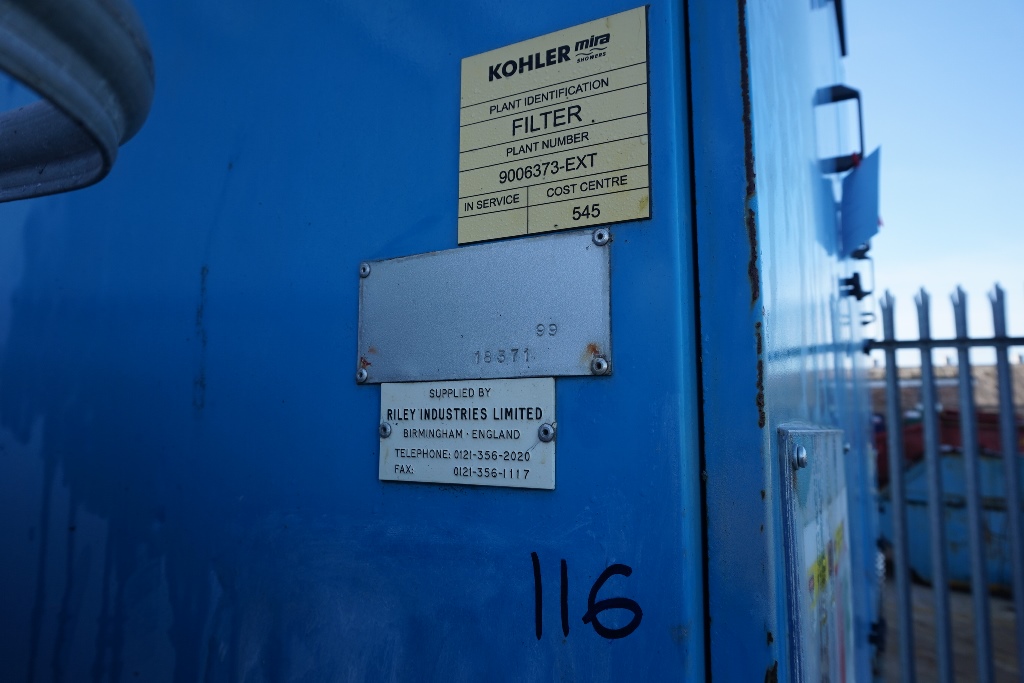 KOHLER mira
SHOWERS
PLANT IDENTIFICATION
FILTER
PLANT NUMBER
9006373-EXT
IN SERVICE COST CENTRE
545
99
18371
SUPPLIED BY
RILEY INDUSTRIES LIMITED
BIRMINGHAM · ENGLAND
TELEPHONE: 0121-356-2020
FAX: 0121-356-1117
116